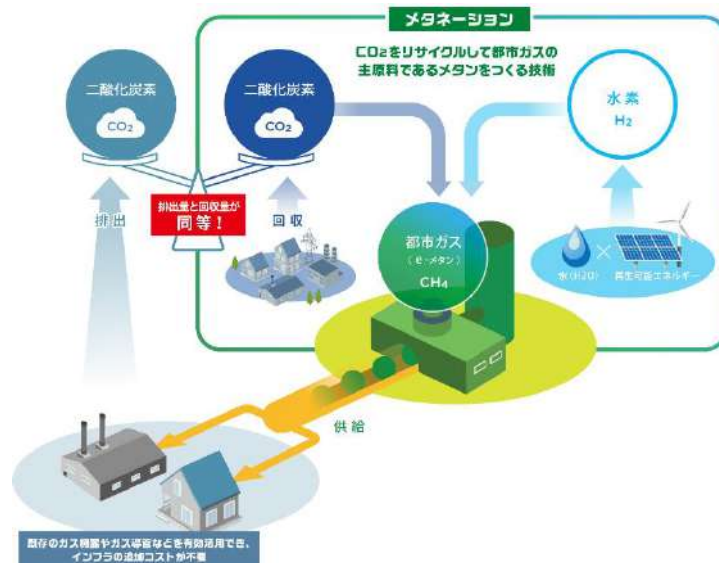 メタネーション
CO2をリサイクルして都市ガスの
主原料であるメタンをつくる技術
二酸化炭素
CO2
二酸化炭素
CO2
水素
H2
排出量と回収量が
同等!
排出
回収
都市ガス
(e-メタン)
CH4
水(H2O)
×
再生可能エネルギー
供給
既存のガス機器やガス導管などを有効活用でき、
インフラの追加コストが不要